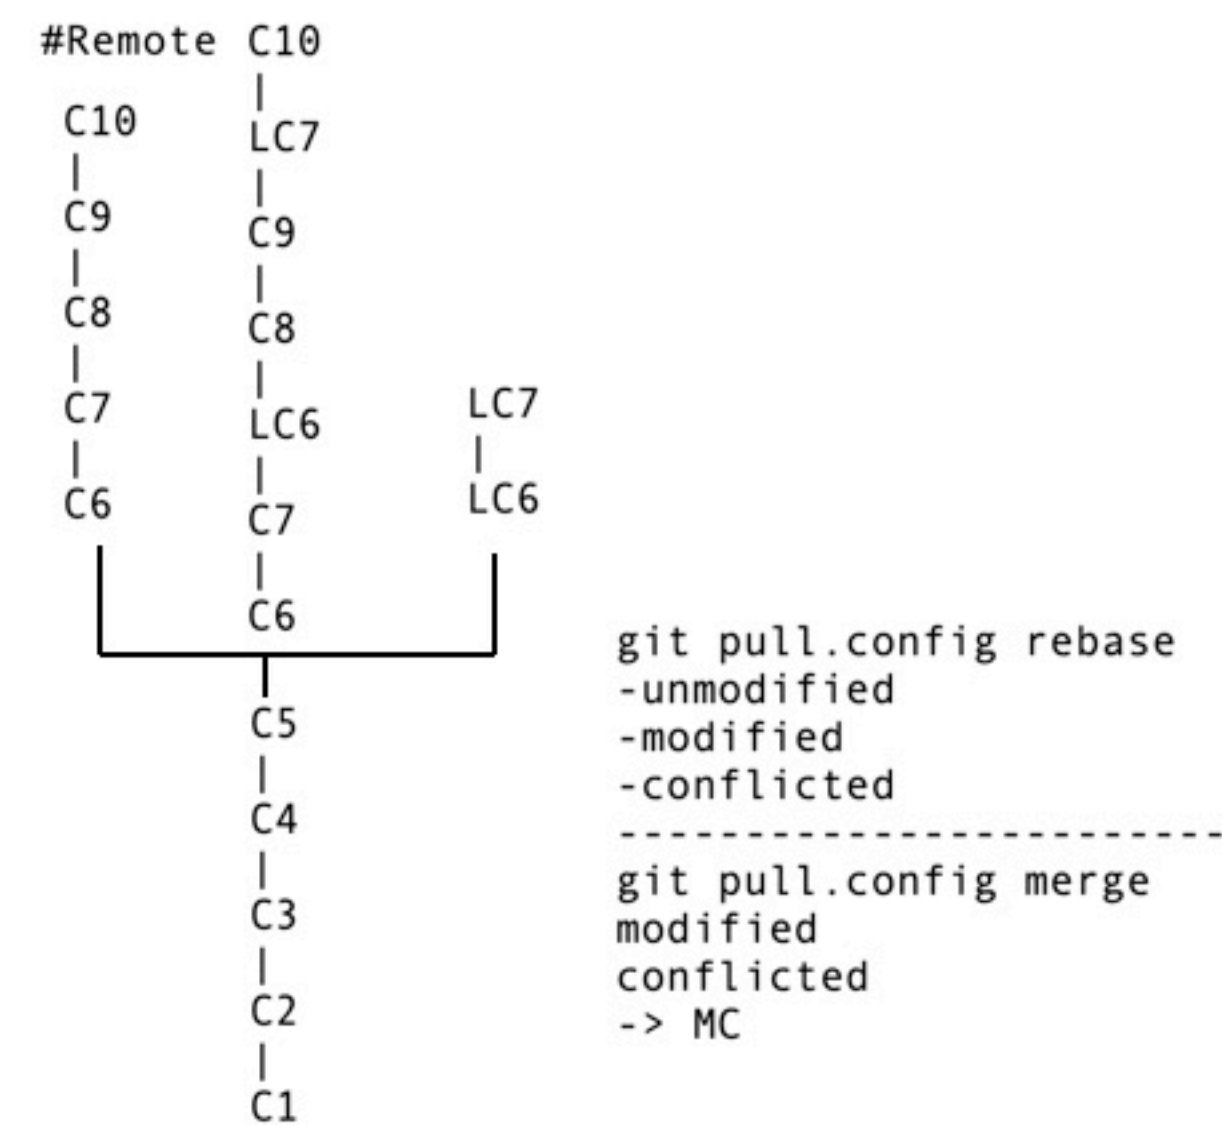 #Remote C10
|
C10 LC7
| |
C9 C9
| |
C8 C8
| |
C7 LC6 LC7
| | |
C6 C7 LC6
|
C6
C5
|
C4
|
C3
|
C2
|
C1
git pull.config rebase
-unmodified
-modified
-conflicted
------------------------
git pull.config merge
modified
conflicted
-> MC